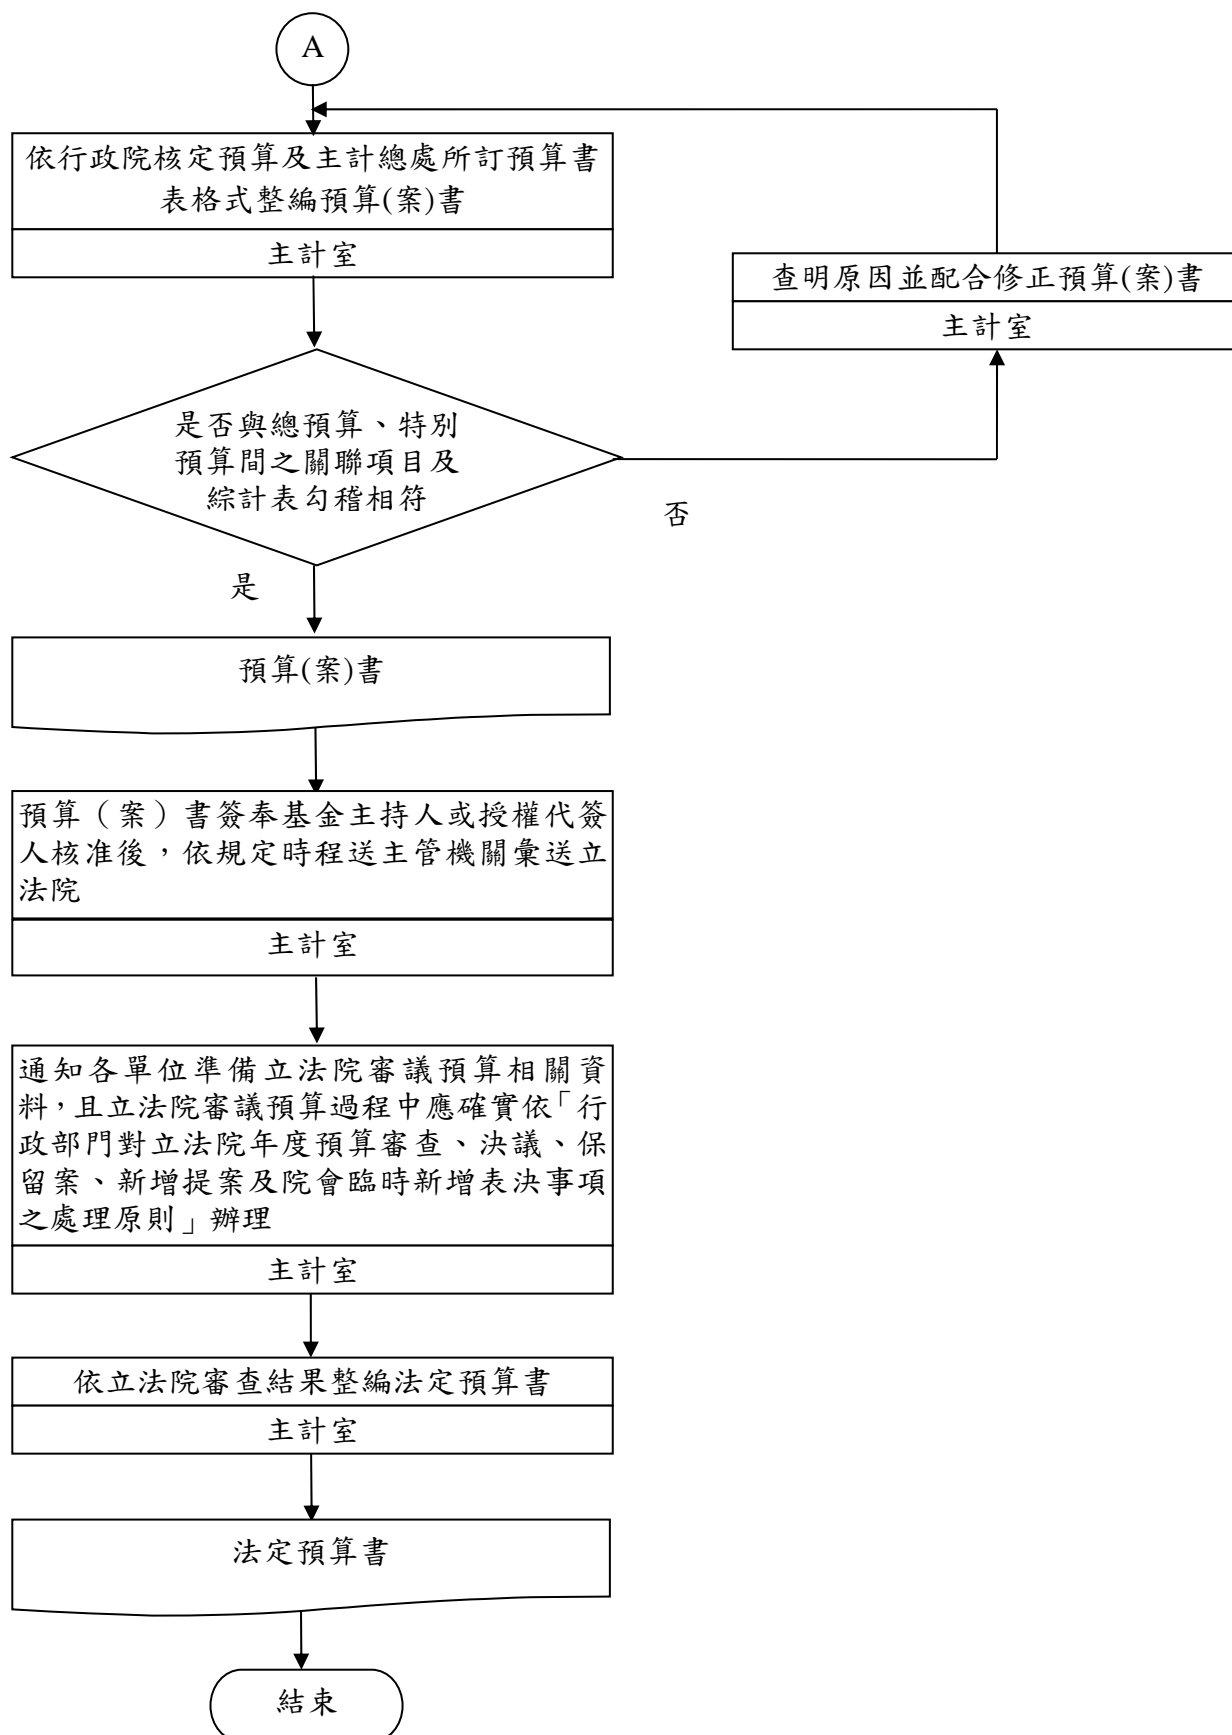 A
依行政院核定預算及主計總處所訂預算書
表格式整編預算(案)書
主計室
查明原因並配合修正預算(案)書
主計室
是否與總預算、特別
預算間之關聯項目及
綜計表勾稽相符
否
是
預算(案)書
預算（案）書簽奉基金主持人或授權代簽
人核准後，依規定時程送主管機關彙送立
法院
主計室
通知各單位準備立法院審議預算相關資
料，且立法院審議預算過程中應確實依「行
政部門對立法院年度預算審查、決議、保
留案、新增提案及院會臨時新增表決事項
之處理原則」辦理
主計室
依立法院審查結果整編法定預算書
主計室
法定預算書
結束